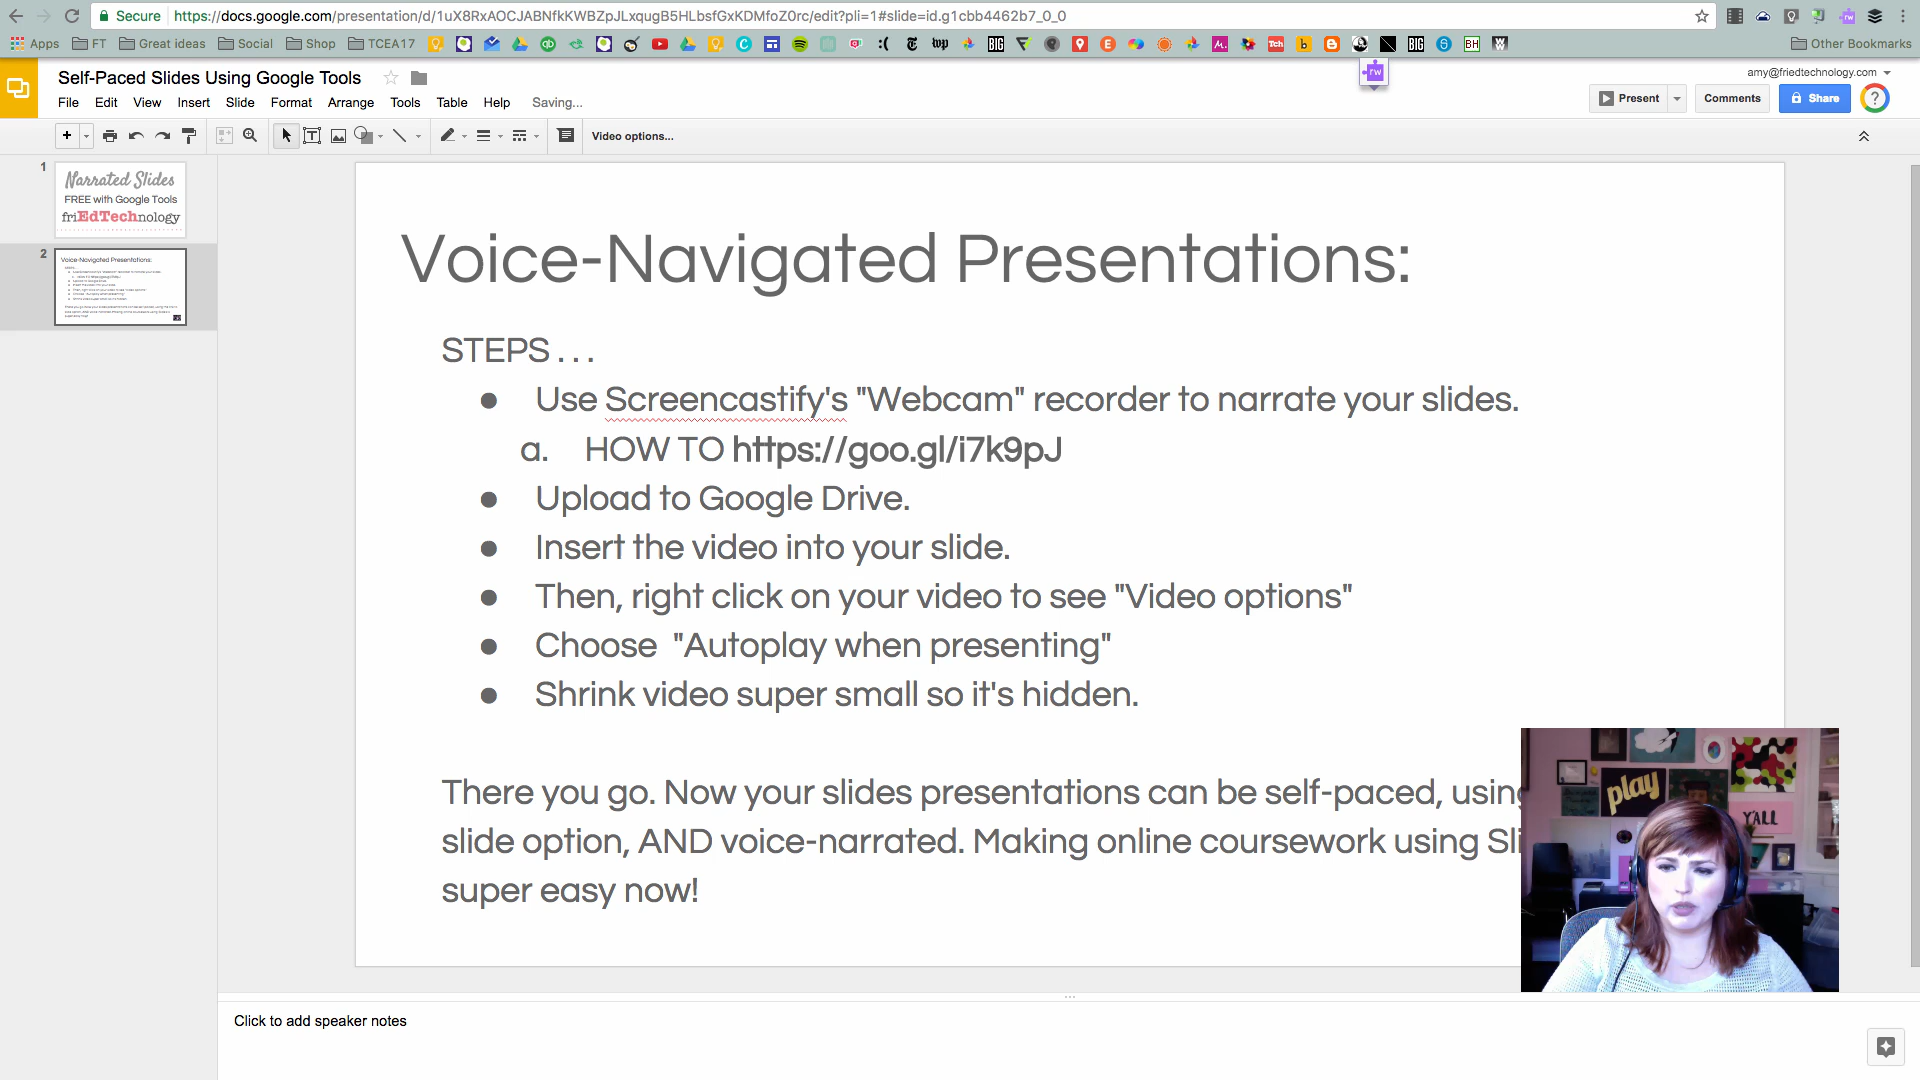 Secure https://docs.google.com/presentation/d/1uX8RxAOCJABNfkKWBZpJLxqugB5HLbsfGxKDMfoZ0rc/edit?pli=1#slide=id.g1cbb4462b7_0_0
Apps FT Great ideas Social Shop TCEA17 Other Bookmarks
Self-Paced Slides Using Google Tools
amy@friedtechnology.com
File Edit View Insert Slide Format Arrange Tools Table Help Saving...
Present Comments Share
Video options...
1
Narrated Slides
FREE with Google Tools
friEdTechnology
2
Voice-Navigated Presentations:
STEPS . . .
● Use Screencastify's "Webcam" recorder to narrate your slides.
a. HOW TO https://goo.gl/i7k9pJ
● Upload to Google Drive.
● Insert the video into your slide.
● Then, right click on your video to see "Video options"
● Choose "Autoplay when presenting"
● Shrink video super small so it's hidden.
There you go. Now your slides presentations can be self-paced, using
slide option, AND voice-narrated. Making online coursework using Sli
super easy now!
play
Y'ALL
Click to add speaker notes